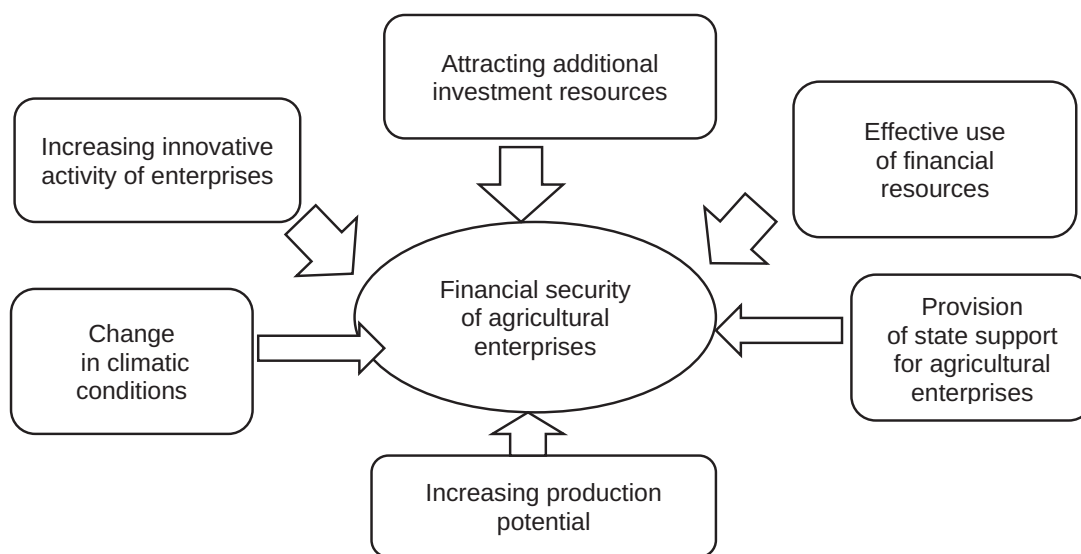 Attracting additional
investment resources
Increasing innovative
activity of enterprises
Effective use
of financial
resources
Financial security
of agricultural
enterprises
Change
in climatic
conditions
Provision
of state support
for agricultural
enterprises
Increasing production
potential